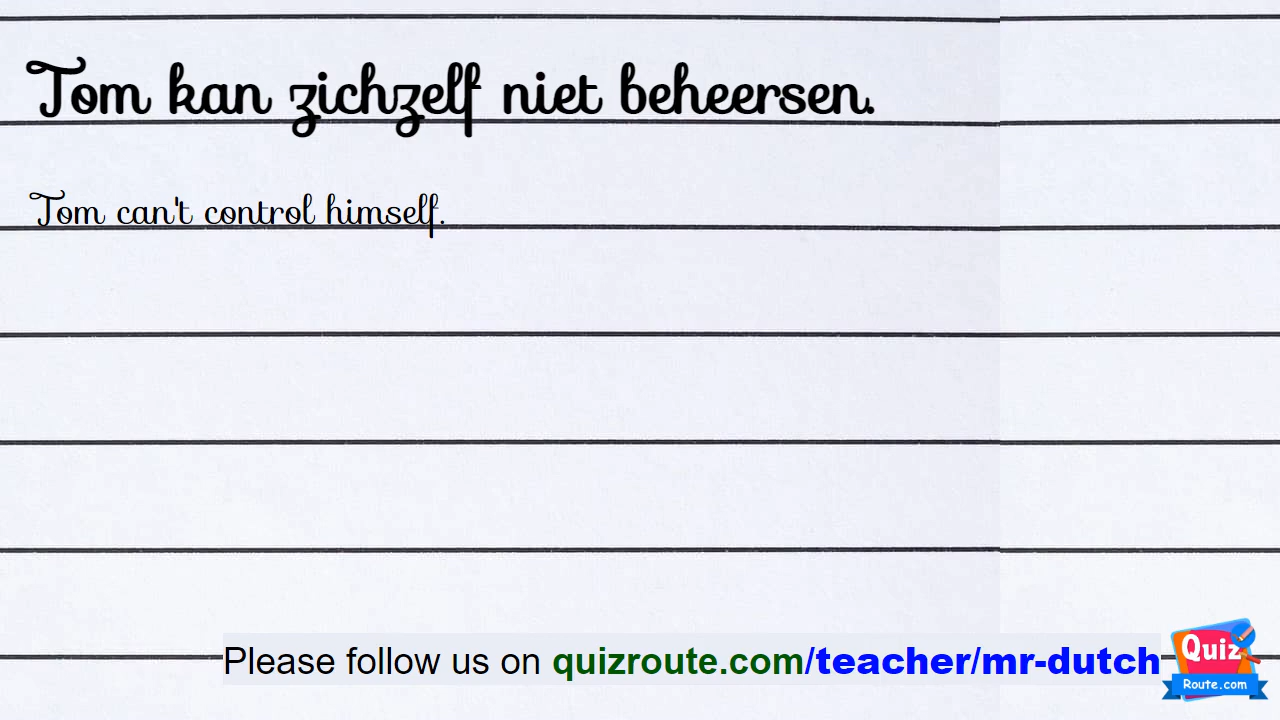 Tom kan zichzelf niet beheersen.
Tom can't control himself.
Please follow us on quizroute.com/teacher/mr-dutch
Quiz
Route.com